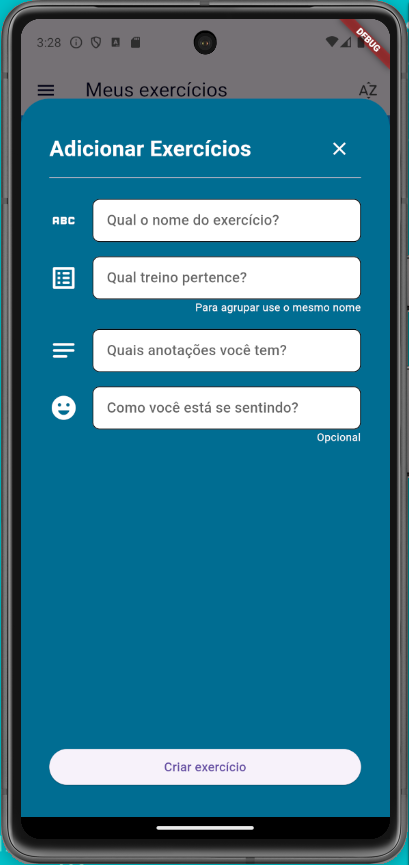 3:28
DEBUG
Meus exercícios
AZ
Adicionar Exercícios
ABC
Qual o nome do exercício?
Qual treino pertence?
Para agrupar use o mesmo nome
Quais anotações você tem?
Como você está se sentindo?
Opcional
Criar exercício